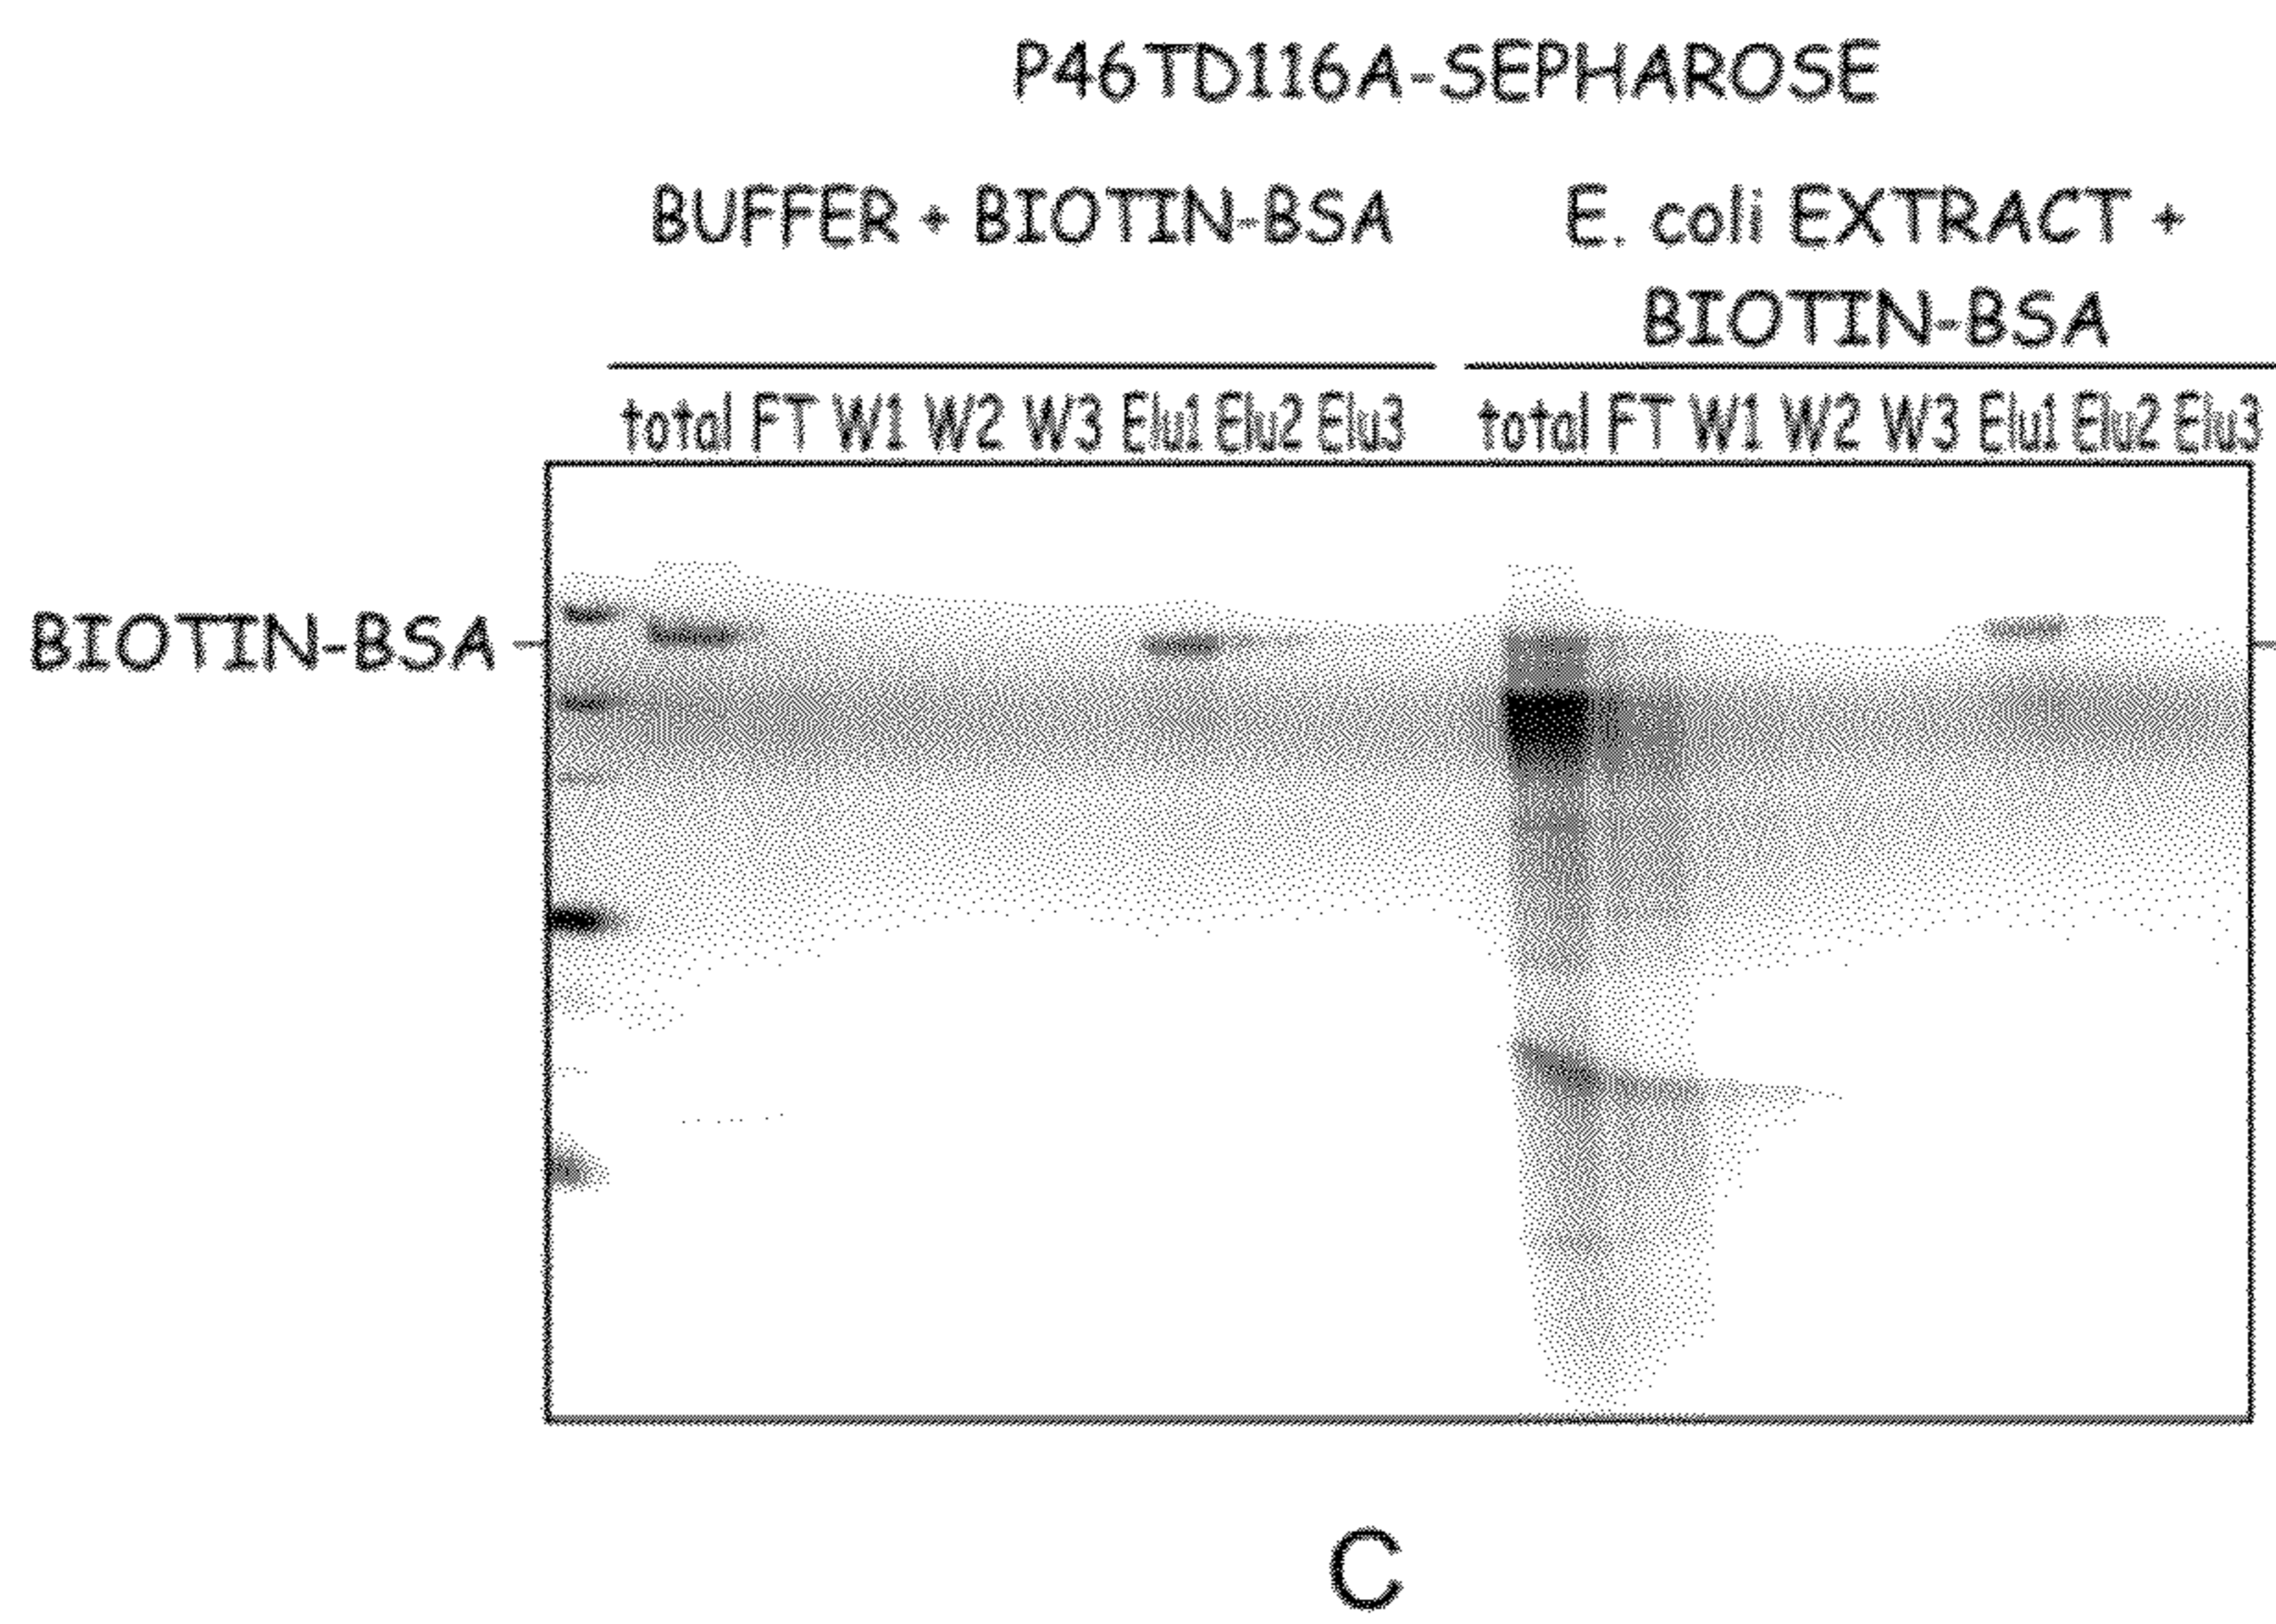 P46TD116A-SEPHAROSE
BUFFER + BIOTIN-BSA
E. coli EXTRACT +
BIOTIN-BSA
total FT W1 W2 W3 Elu1 Elu2 Elu3
total FT W1 W2 W3 Elu1 Elu2 Elu3
BIOTIN-BSA
C